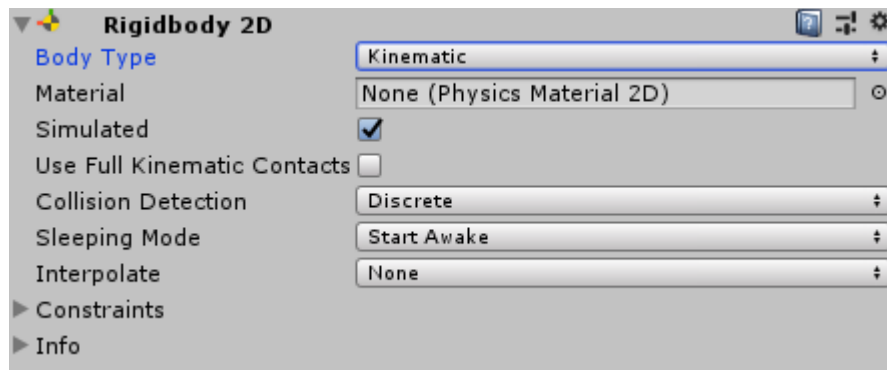 Rigidbody 2D
Body Type Kinematic
Material None (Physics Material 2D)
Simulated
Use Full Kinematic Contacts
Collision Detection Discrete
Sleeping Mode Start Awake
Interpolate None
Constraints
Info